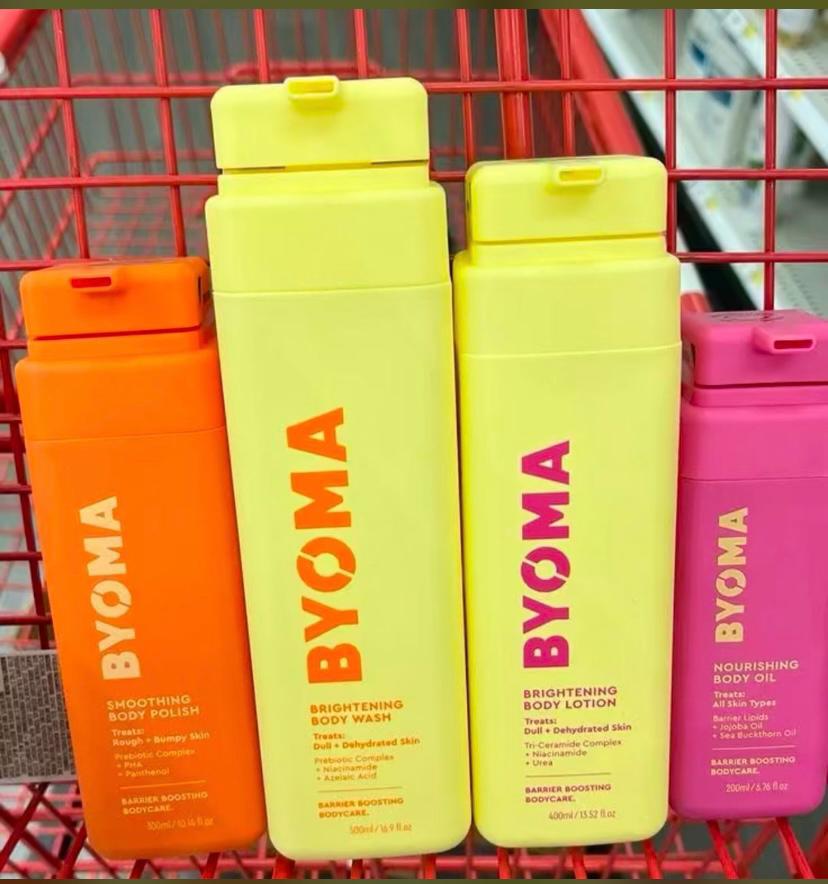 BYOMA
SMOOTHING
BODY POLISH
Treats:
Rough + Bumpy Skin
Prebiotic Complex
+ PHA
+ Panthenol
BARRIER BOOSTING
BODYCARE.
300ml / 10.14 fl.oz
BYOMA
BRIGHTENING
BODY WASH
Treats:
Dull + Dehydrated Skin
Prebiotic Complex
+ Niacinamide
+ Azelaic Acid
BARRIER BOOSTING
BODYCARE.
500ml / 16.9 fl.oz
BYOMA
BRIGHTENING
BODY LOTION
Treats:
Dull + Dehydrated Skin
Tri-Ceramide Complex
+ Niacinamide
+ Urea
BARRIER BOOSTING
BODYCARE.
400ml / 13.52 fl.oz
BYOMA
NOURISHING
BODY OIL
Treats:
All Skin Types
Barrier Lipids
+ Jojoba Oil
+ Sea Buckthorn Oil
BARRIER BOOSTING
BODYCARE.
200ml / 6.76 fl.oz